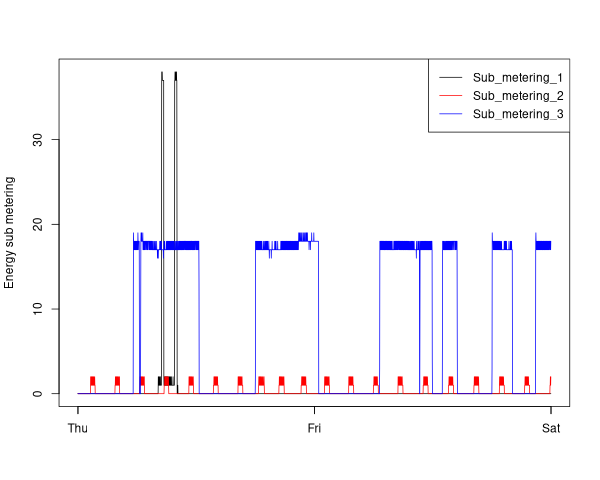 Sub_metering_1
Sub_metering_2
Sub_metering_3
Energy sub metering
30
20
10
0
Thu
Fri
Sat